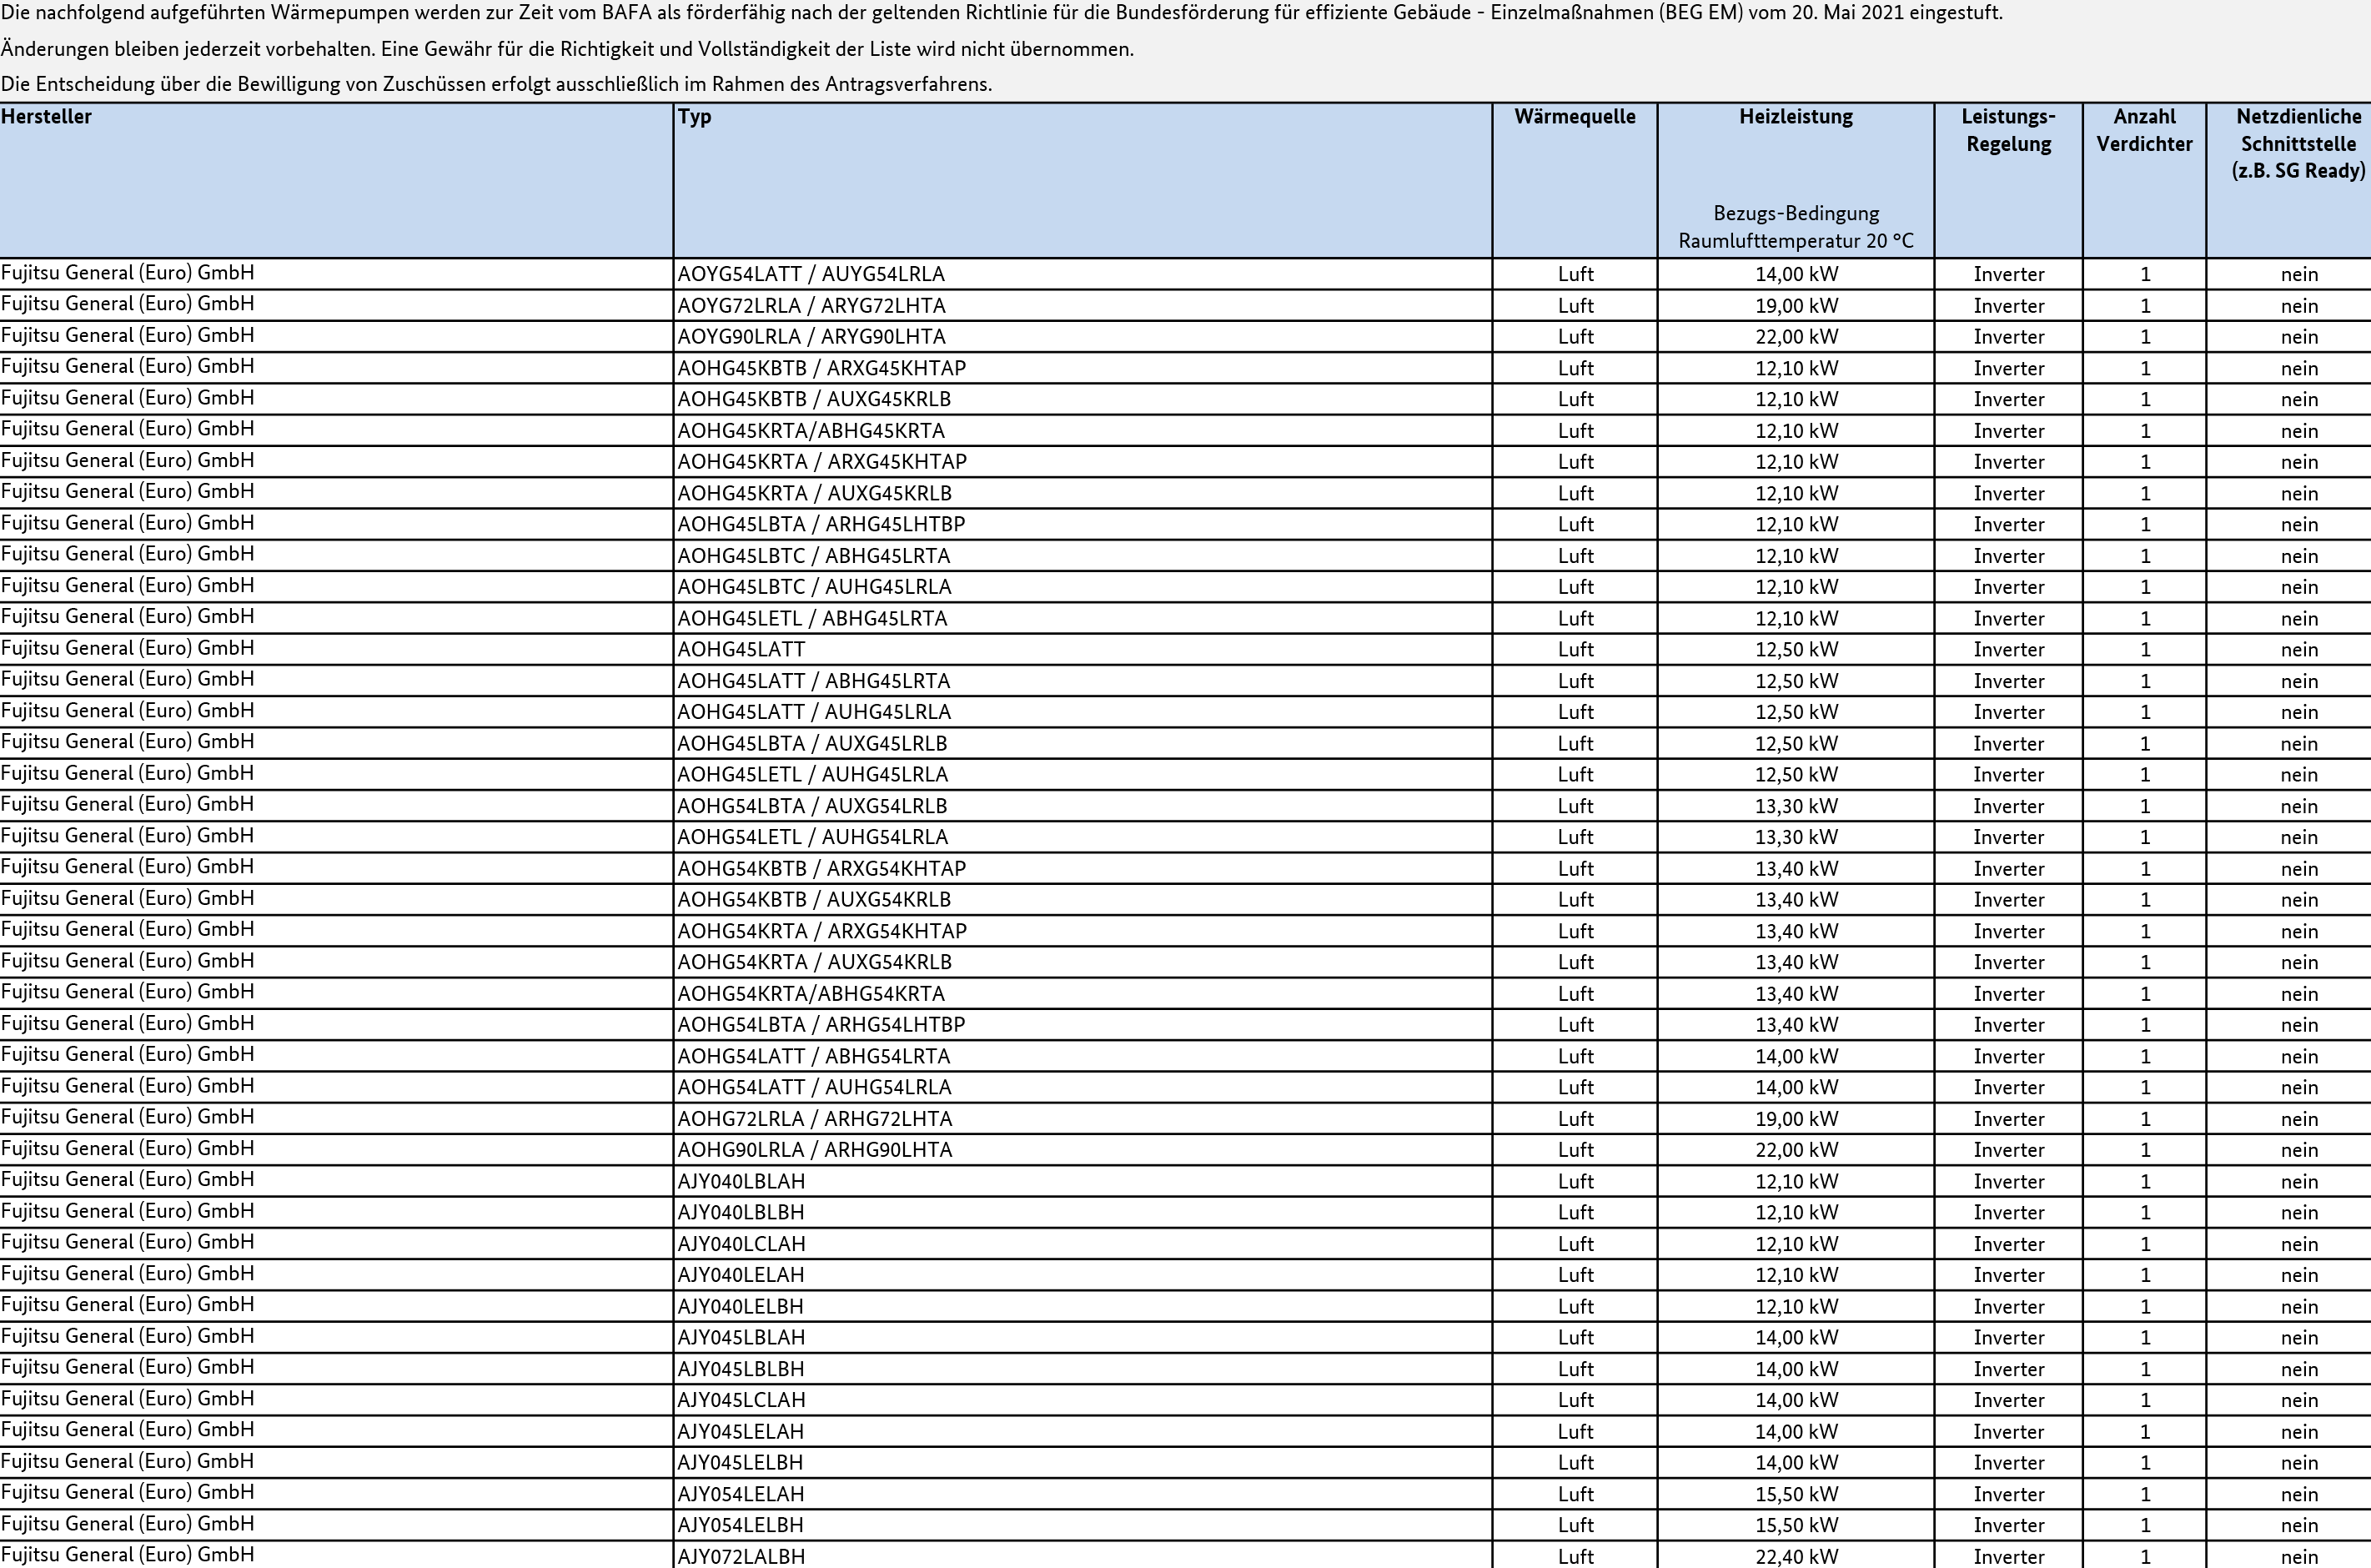 Die nachfolgend aufgeführten Wärmepumpen werden zur Zeit vom BAFA als förderfähig nach der geltenden Richtlinie für die Bundesförderung für effiziente Gebäude - Einzelmaßnahmen (BEG EM) vom 20. Mai 2021 eingestuft.
Änderungen bleiben jederzeit vorbehalten. Eine Gewähr für die Richtigkeit und Vollständigkeit der Liste wird nicht übernommen.
Die Entscheidung über die Bewilligung von Zuschüssen erfolgt ausschließlich im Rahmen des Antragsverfahrens.
Hersteller Typ Wärmequelle Heizleistung Leistungs- Anzahl Netzdienliche
Regelung Verdichter Schnittstelle
(z.B. SG Ready)
Bezugs-Bedingung
Raumlufttemperatur 20 °C
Fujitsu General (Euro) GmbH AOYG54LATT / AUYG54LRLA Luft 14,00 kW Inverter 1 nein
Fujitsu General (Euro) GmbH AOYG72LRLA / ARYG72LHTA Luft 19,00 kW Inverter 1 nein
Fujitsu General (Euro) GmbH AOYG90LRLA / ARYG90LHTA Luft 22,00 kW Inverter 1 nein
Fujitsu General (Euro) GmbH AOHG45KBTB / ARXG45KHTAP Luft 12,10 kW Inverter 1 nein
Fujitsu General (Euro) GmbH AOHG45KBTB / AUXG45KRLB Luft 12,10 kW Inverter 1 nein
Fujitsu General (Euro) GmbH AOHG45KRTA/ABHG45KRTA Luft 12,10 kW Inverter 1 nein
Fujitsu General (Euro) GmbH AOHG45KRTA / ARXG45KHTAP Luft 12,10 kW Inverter 1 nein
Fujitsu General (Euro) GmbH AOHG45KRTA / AUXG45KRLB Luft 12,10 kW Inverter 1 nein
Fujitsu General (Euro) GmbH AOHG45LBTA / ARHG45LHTBP Luft 12,10 kW Inverter 1 nein
Fujitsu General (Euro) GmbH AOHG45LBTC / ABHG45LRTA Luft 12,10 kW Inverter 1 nein
Fujitsu General (Euro) GmbH AOHG45LBTC / AUHG45LRLA Luft 12,10 kW Inverter 1 nein
Fujitsu General (Euro) GmbH AOHG45LETL / ABHG45LRTA Luft 12,10 kW Inverter 1 nein
Fujitsu General (Euro) GmbH AOHG45LATT Luft 12,50 kW Inverter 1 nein
Fujitsu General (Euro) GmbH AOHG45LATT / ABHG45LRTA Luft 12,50 kW Inverter 1 nein
Fujitsu General (Euro) GmbH AOHG45LATT / AUHG45LRLA Luft 12,50 kW Inverter 1 nein
Fujitsu General (Euro) GmbH AOHG45LBTA / AUXG45LRLB Luft 12,50 kW Inverter 1 nein
Fujitsu General (Euro) GmbH AOHG45LETL / AUHG45LRLA Luft 12,50 kW Inverter 1 nein
Fujitsu General (Euro) GmbH AOHG54LBTA / AUXG54LRLB Luft 13,30 kW Inverter 1 nein
Fujitsu General (Euro) GmbH AOHG54LETL / AUHG54LRLA Luft 13,30 kW Inverter 1 nein
Fujitsu General (Euro) GmbH AOHG54KBTB / ARXG54KHTAP Luft 13,40 kW Inverter 1 nein
Fujitsu General (Euro) GmbH AOHG54KBTB / AUXG54KRLB Luft 13,40 kW Inverter 1 nein
Fujitsu General (Euro) GmbH AOHG54KRTA / ARXG54KHTAP Luft 13,40 kW Inverter 1 nein
Fujitsu General (Euro) GmbH AOHG54KRTA / AUXG54KRLB Luft 13,40 kW Inverter 1 nein
Fujitsu General (Euro) GmbH AOHG54KRTA/ABHG54KRTA Luft 13,40 kW Inverter 1 nein
Fujitsu General (Euro) GmbH AOHG54LBTA / ARHG54LHTBP Luft 13,40 kW Inverter 1 nein
Fujitsu General (Euro) GmbH AOHG54LATT / ABHG54LRTA Luft 14,00 kW Inverter 1 nein
Fujitsu General (Euro) GmbH AOHG54LATT / AUHG54LRLA Luft 14,00 kW Inverter 1 nein
Fujitsu General (Euro) GmbH AOHG72LRLA / ARHG72LHTA Luft 19,00 kW Inverter 1 nein
Fujitsu General (Euro) GmbH AOHG90LRLA / ARHG90LHTA Luft 22,00 kW Inverter 1 nein
Fujitsu General (Euro) GmbH AJY040LBLAH Luft 12,10 kW Inverter 1 nein
Fujitsu General (Euro) GmbH AJY040LBLBH Luft 12,10 kW Inverter 1 nein
Fujitsu General (Euro) GmbH AJY040LCLAH Luft 12,10 kW Inverter 1 nein
Fujitsu General (Euro) GmbH AJY040LELAH Luft 12,10 kW Inverter 1 nein
Fujitsu General (Euro) GmbH AJY040LELBH Luft 12,10 kW Inverter 1 nein
Fujitsu General (Euro) GmbH AJY045LBLAH Luft 14,00 kW Inverter 1 nein
Fujitsu General (Euro) GmbH AJY045LBLBH Luft 14,00 kW Inverter 1 nein
Fujitsu General (Euro) GmbH AJY045LCLAH Luft 14,00 kW Inverter 1 nein
Fujitsu General (Euro) GmbH AJY045LELAH Luft 14,00 kW Inverter 1 nein
Fujitsu General (Euro) GmbH AJY045LELBH Luft 14,00 kW Inverter 1 nein
Fujitsu General (Euro) GmbH AJY054LELAH Luft 15,50 kW Inverter 1 nein
Fujitsu General (Euro) GmbH AJY054LELBH Luft 15,50 kW Inverter 1 nein
Fujitsu General (Euro) GmbH AJY072LALBH Luft 22,40 kW Inverter 1 nein